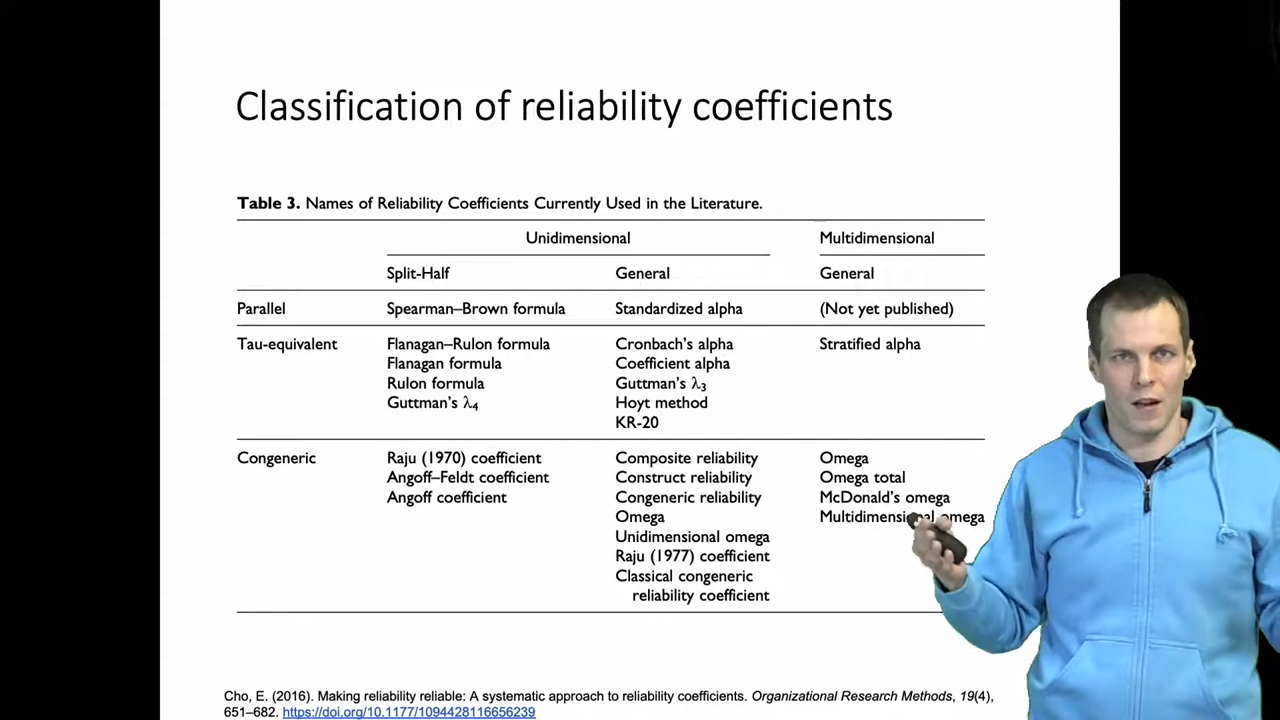 Classification of reliability coefficients
Table 3. Names of Reliability Coefficients Currently Used in the Literature.
Unidimensional Multidimensional
Split-Half General General
Parallel Spearman–Brown formula Standardized alpha (Not yet published)
Tau-equivalent Flanagan–Rulon formula Cronbach's alpha Stratified alpha
Flanagan formula Coefficient alpha
Rulon formula Guttman's λ3
Guttman's λ4 Hoyt method
KR-20
Congeneric Raju (1970) coefficient Composite reliability Omega
Angoff–Feldt coefficient Construct reliability Omega total
Angoff coefficient Congeneric reliability McDonald's omega
Omega Multidimensional omega
Unidimensional omega
Raju (1977) coefficient
Classical congeneric
reliability coefficient
Cho, E. (2016). Making reliability reliable: A systematic approach to reliability coefficients. Organizational Research Methods, 19(4),
651–682. https://doi.org/10.1177/1094428116656239